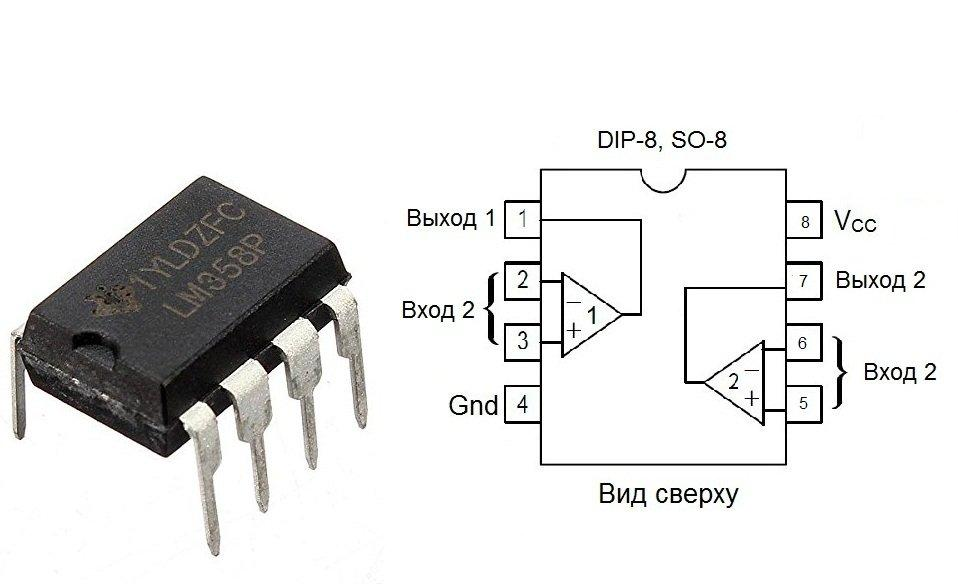 1YLDZFC
LM358P
DIP-8, SO-8
Выход 1
1
8
Vcc
2
7
Выход 2
Вход 2
3
−
+
1
6
Вход 2
5
2
−
+
Gnd
4
Вид сверху